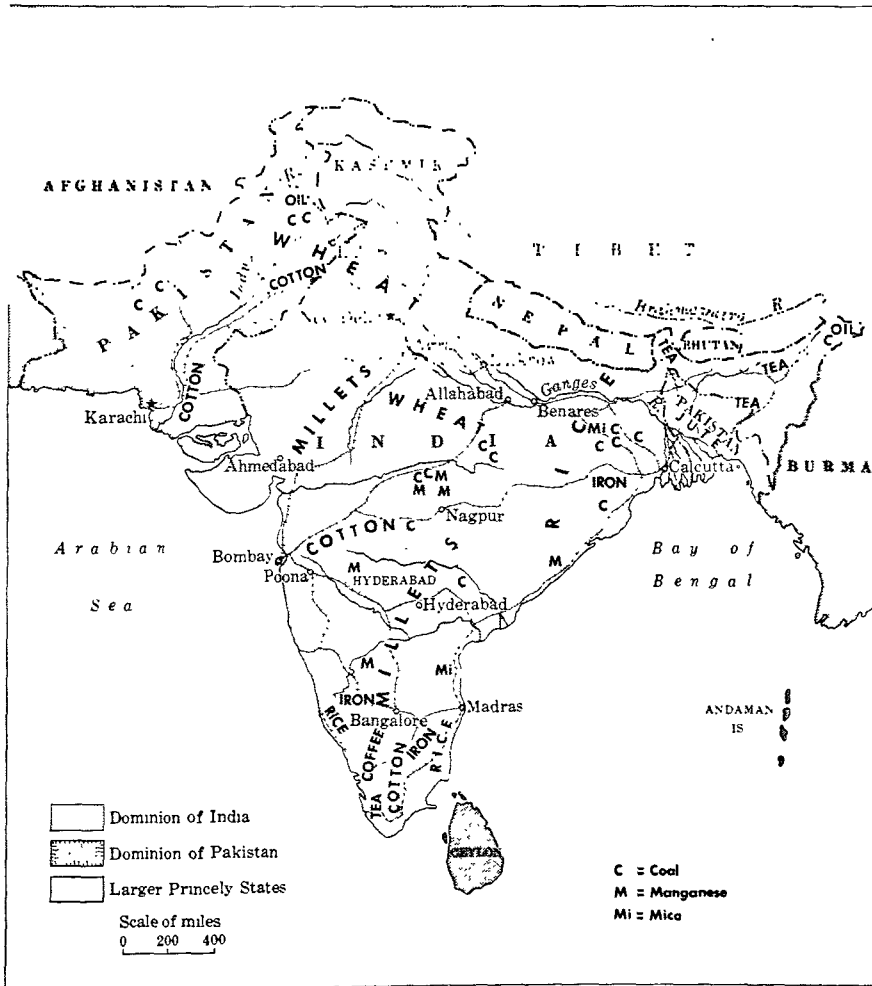 KASHMIR
AFGHANISTAN
OIL
C C
TIBET
WHEAT
PAKISTAN
COTTON
C C
NEPAL
R
OIL
C
BHUTAN
TEA
TEA
COTTON
Karachi
MILLETS
Allahabad
Ganges
Benares
TEA
WHEAT
INDIA
JUTE
Ahmedabad
C
C C
C Mi C
C C C
Calcutta
BURMA
C C M
M M
IRON
C
Nagpur
RICE
COTTON
C
Arabian
Sea
Bombay
Poona
M
HYDERABAD
C
M
Bay of
Bengal
Hyderabad
MILLETS
M
Mi
IRON
Bangalore
Madras
ANDAMAN
IS
RICE
COFFEE
IRON
RICE
COTTON
TEA
CEYLON
Dominion of India
Dominion of Pakistan
Larger Princely States
Scale of miles
0 200 400
C = Coal
M = Manganese
Mi = Mica